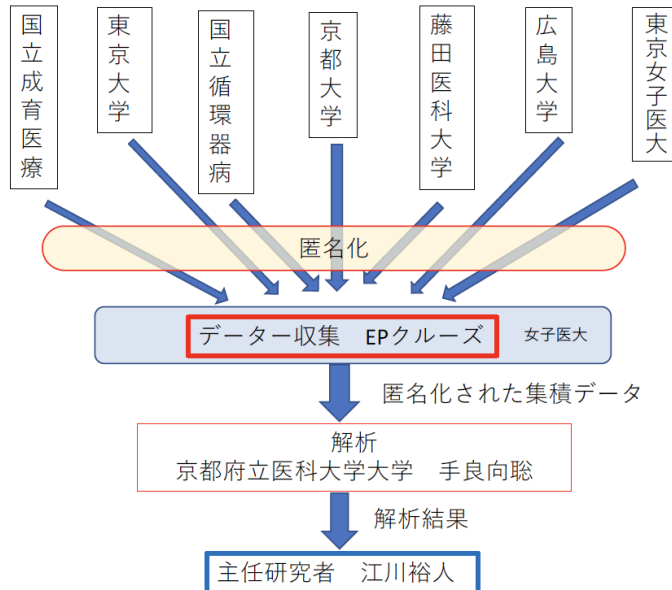 国立成育医療
東京大学
国立循環器病
京都大学
藤田医科大学
広島大学
東京女子医大
匿名化
データー収集　EPクルーズ　女子医大
匿名化された集積データ
解析
京都府立医科大学大学　手良向聡
解析結果
主任研究者　江川裕人